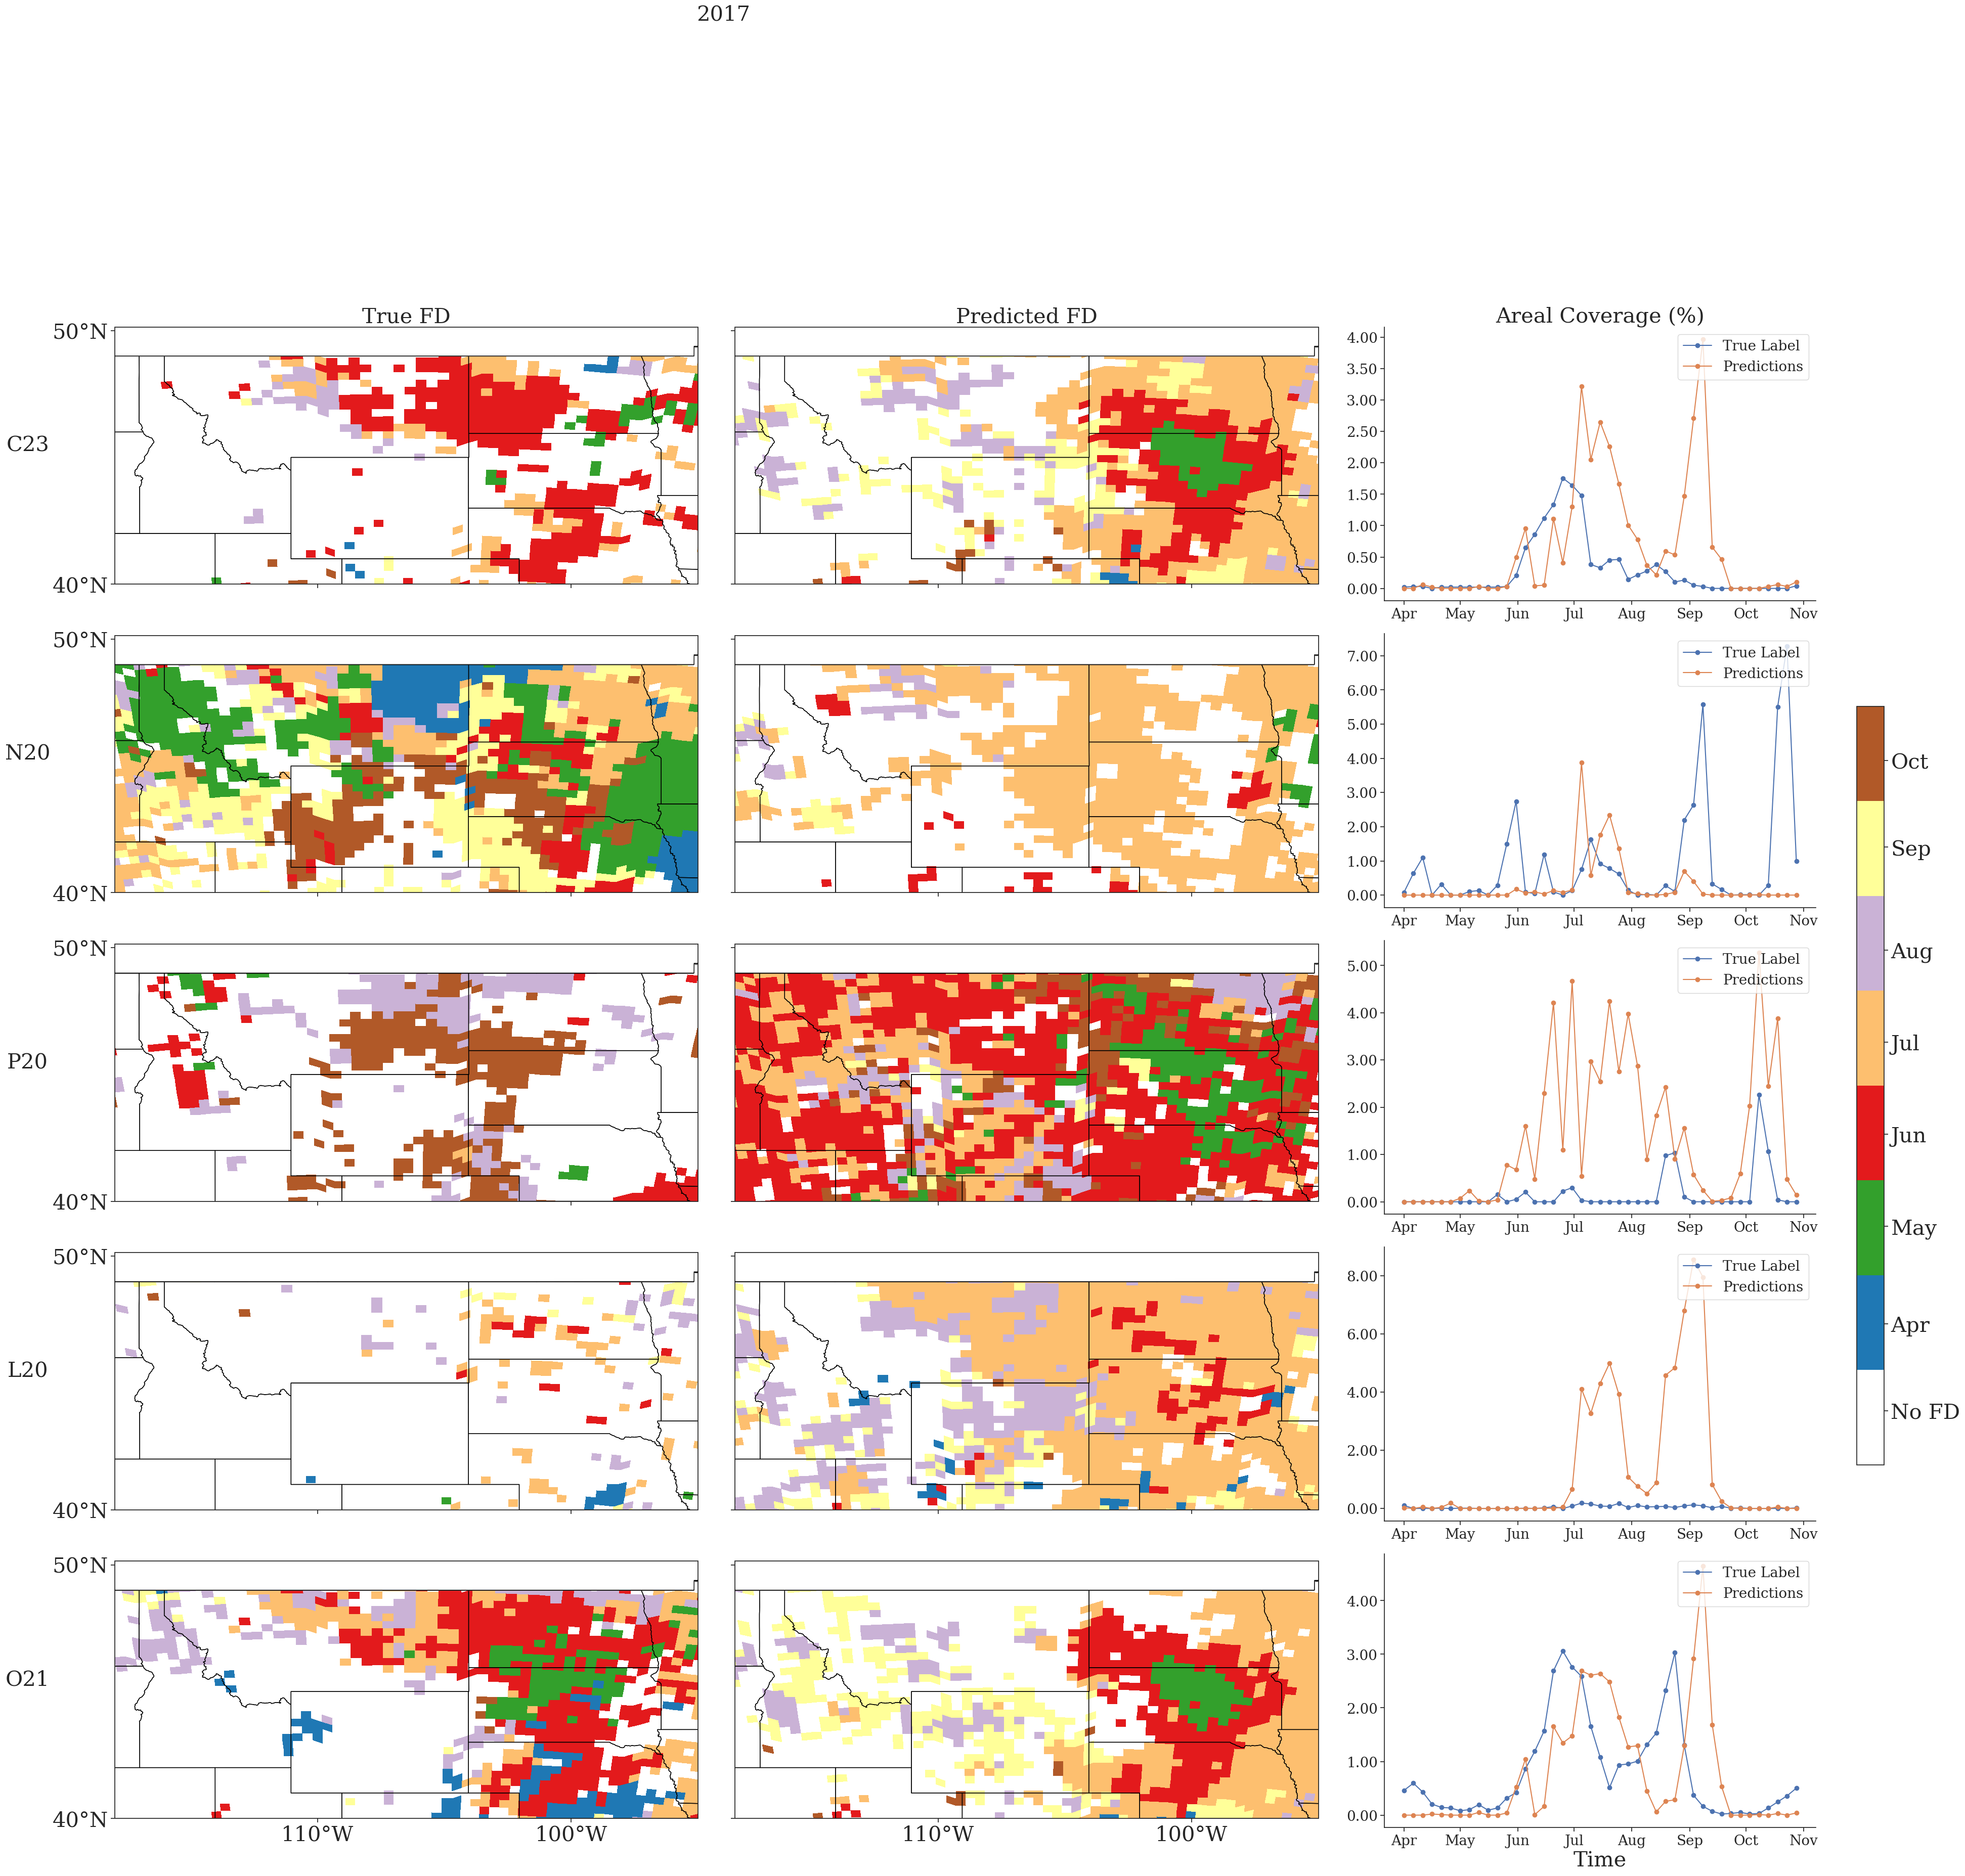 2017
True FD
Predicted FD
Areal Coverage (%)
C23
50°N
40°N
4.00
3.50
3.00
2.50
2.00
1.50
1.00
0.50
0.00
True Label
Predictions
Apr May Jun Jul Aug Sep Oct Nov
N20
50°N
40°N
7.00
6.00
5.00
4.00
3.00
2.00
1.00
0.00
True Label
Predictions
Apr May Jun Jul Aug Sep Oct Nov
P20
50°N
40°N
5.00
4.00
3.00
2.00
1.00
0.00
True Label
Predictions
Apr May Jun Jul Aug Sep Oct Nov
L20
50°N
40°N
8.00
6.00
4.00
2.00
0.00
True Label
Predictions
Apr May Jun Jul Aug Sep Oct Nov
O21
50°N
40°N
110°W 100°W
110°W 100°W
4.00
3.00
2.00
1.00
0.00
True Label
Predictions
Apr May Jun Jul Aug Sep Oct Nov
Time
Oct
Sep
Aug
Jul
Jun
May
Apr
No FD